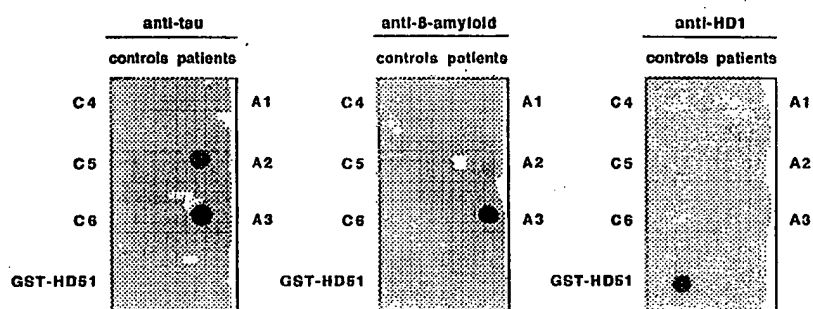 anti-tau anti-ß-amyloid anti-HD1
controls patients controls patients controls patients
C4 A1 C4 A1 C4 A1
C5 A2 C5 A2 C5 A2
C6 A3 C6 A3 C6 A3
GST-HD51 GST-HD51 GST-HD51